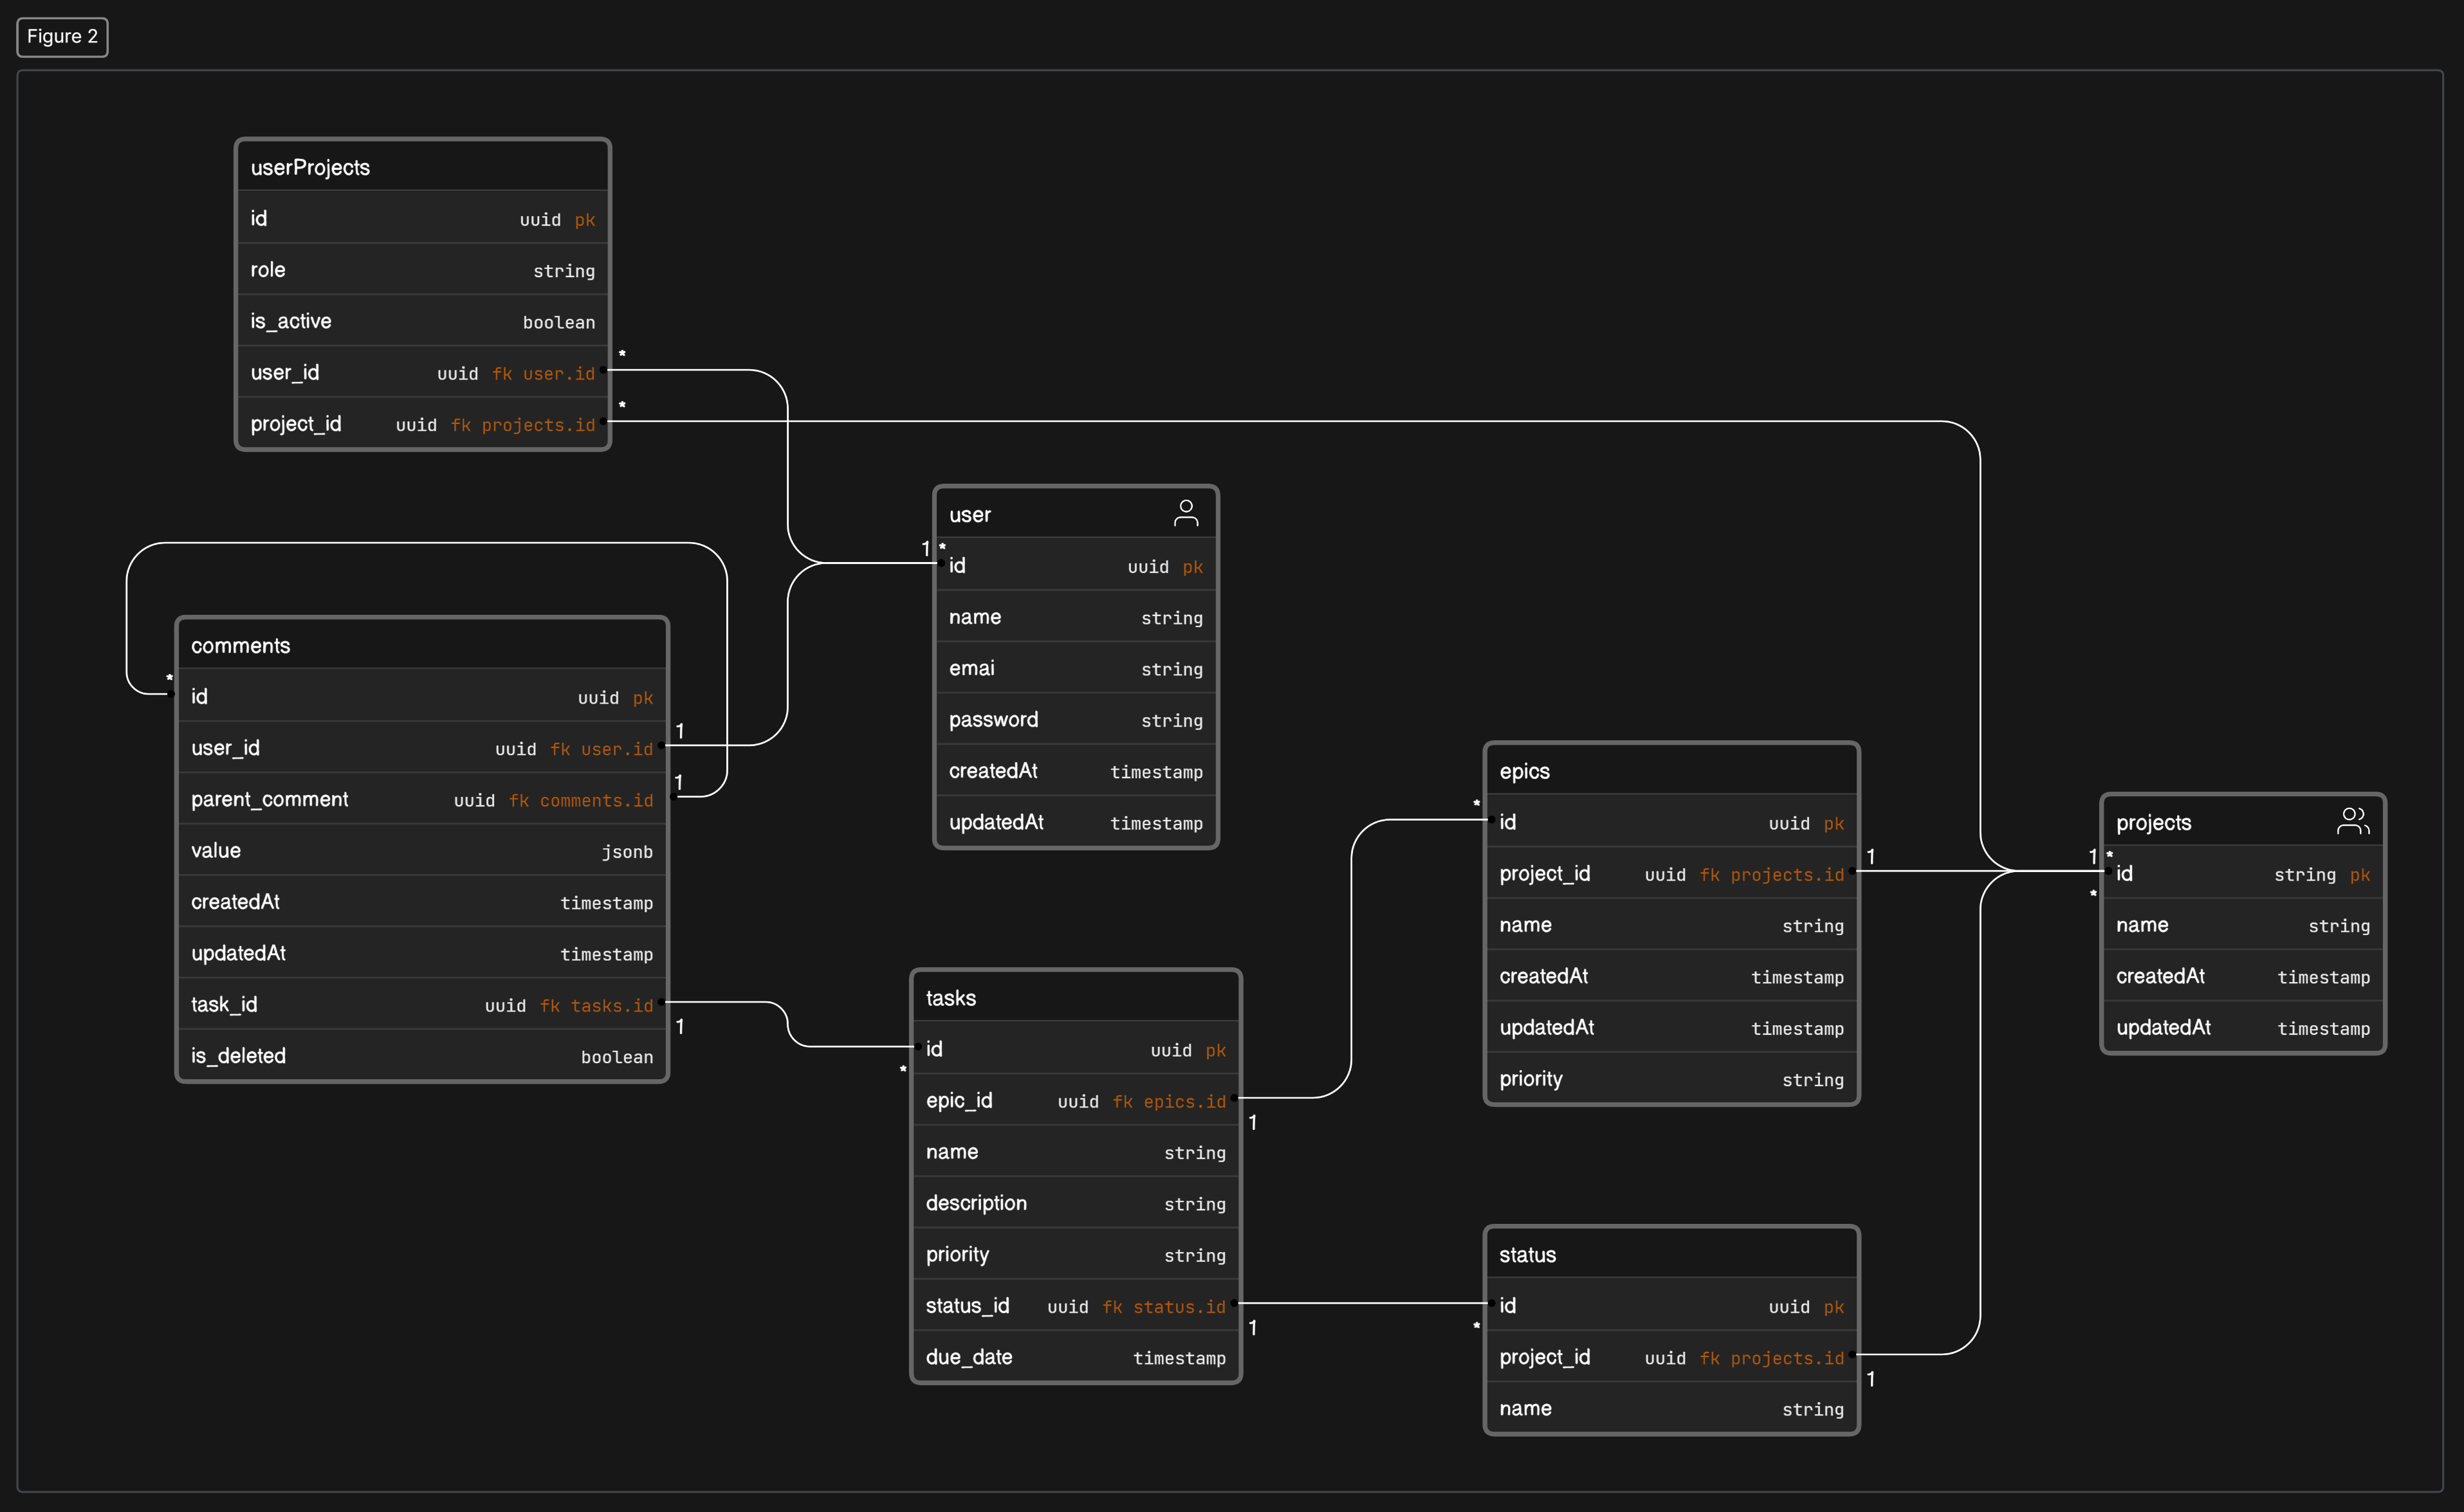 Figure 2
userProjects
id uuid pk
role string
is_active boolean
user_id uuid fk user.id
*
project_id uuid fk projects.id
*
user
1 *
id uuid pk
name string
emai string
password string
createdAt timestamp
updatedAt timestamp
comments
*
id uuid pk
user_id uuid fk user.id
1
parent_comment uuid fk comments.id
1
value jsonb
createdAt timestamp
updatedAt timestamp
task_id uuid fk tasks.id
1
is_deleted boolean
tasks
id uuid pk
*
epic_id uuid fk epics.id
1
name string
description string
priority string
status_id uuid fk status.id
1
due_date timestamp
epics
*
id uuid pk
project_id uuid fk projects.id
1
name string
createdAt timestamp
updatedAt timestamp
priority string
status
id uuid pk
*
project_id uuid fk projects.id
1
name string
projects
1 *
id string pk
*
name string
createdAt timestamp
updatedAt timestamp